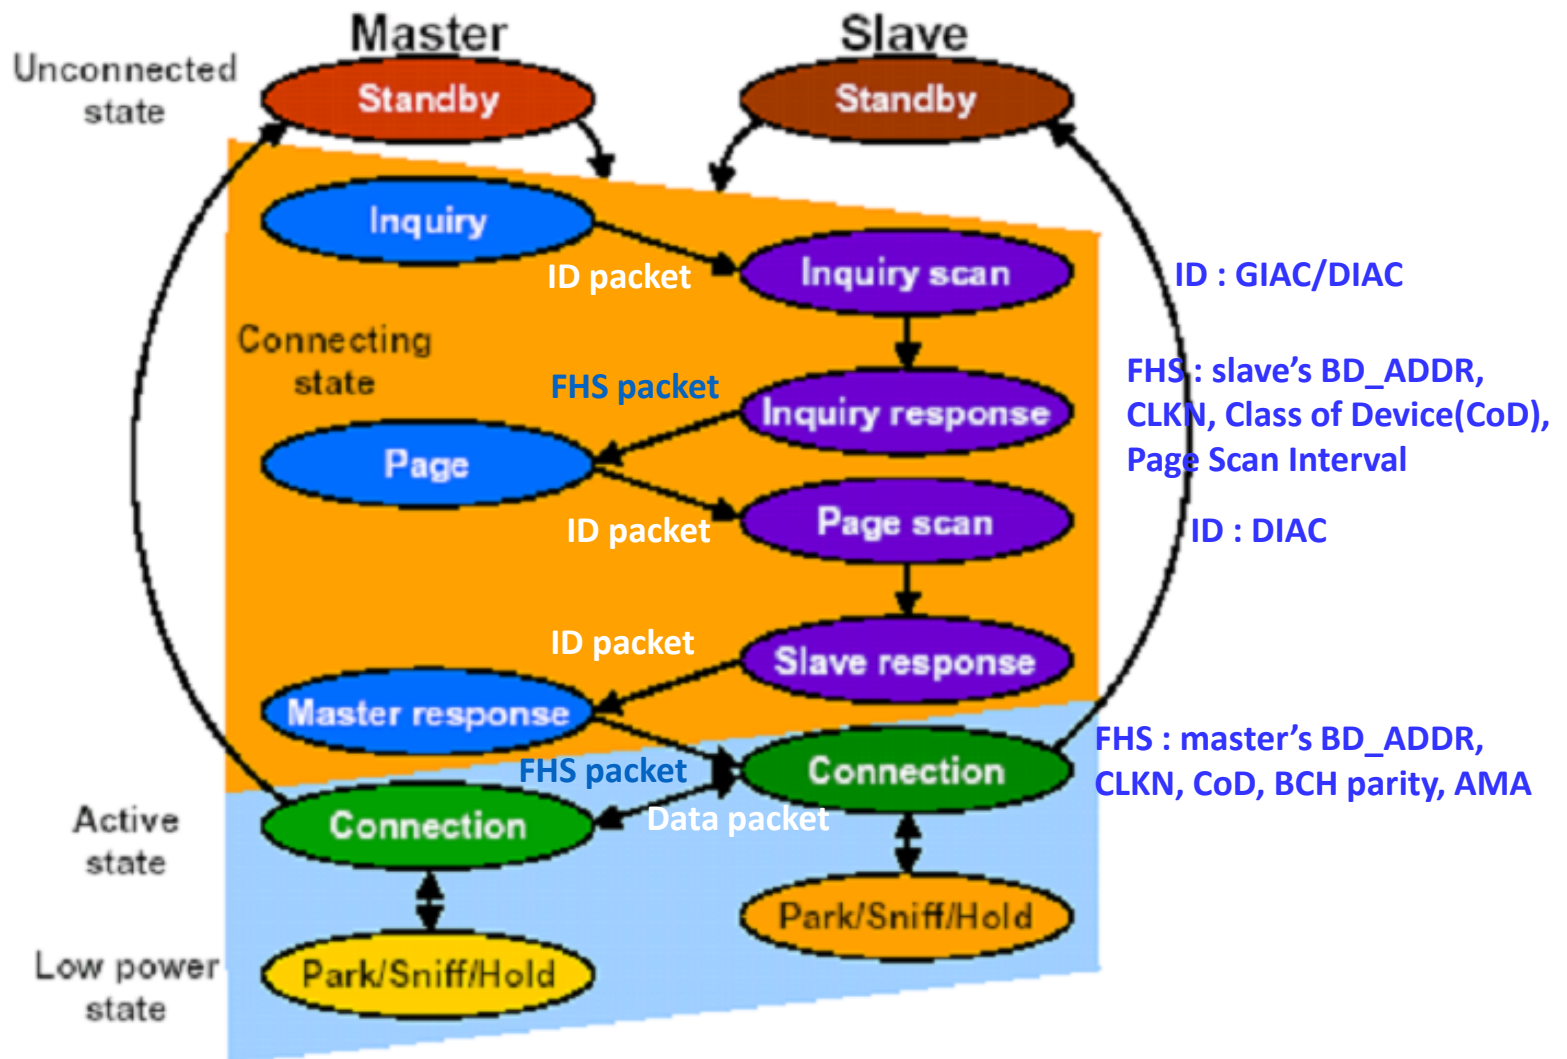 Master
Slave
Unconnected
state
Standby
Standby
Inquiry
ID packet
Inquiry scan
ID : GIAC/DIAC
Connecting
state
FHS packet
Inquiry response
FHS : slave's BD_ADDR,
CLKN, Class of Device(CoD),
Page Scan Interval
Page
ID packet
Page scan
ID : DIAC
ID packet
Slave response
Master response
FHS packet
Connection
FHS : master's BD_ADDR,
CLKN, CoD, BCH parity, AMA
Active
state
Connection
Data packet
Park/Sniff/Hold
Low power
state
Park/Sniff/Hold